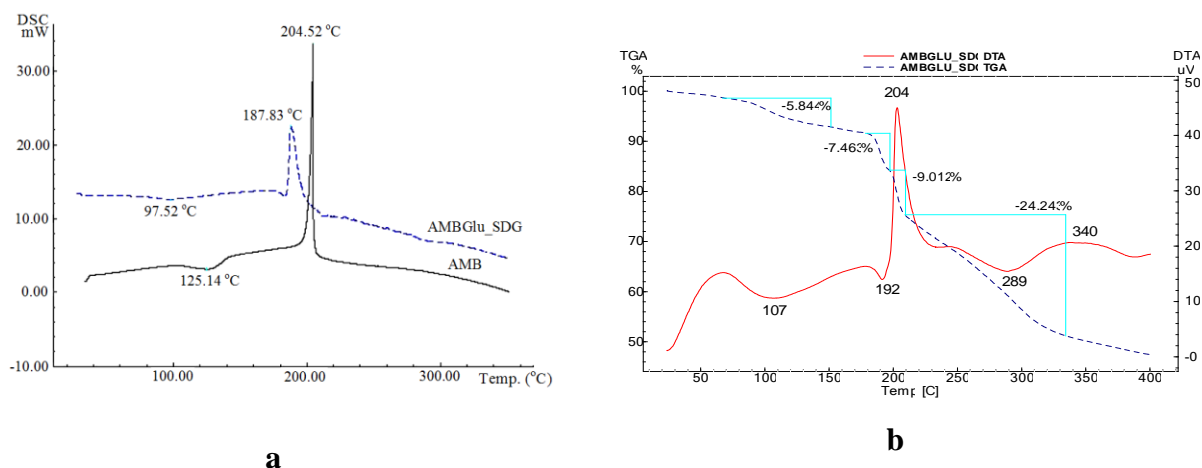 DSC
mW
204.52 °C
30.00
187.83 °C
20.00
10.00
97.52 °C
AMBGlu_SDG
AMB
125.14 °C
0.00
-10.00
100.00
200.00
300.00
Temp. (°C)
a
TGA
%
AMBGLU_SDG DTA
AMBGLU_SDG TGA
DTA
uV
100
90
80
70
60
50
204
-5.844%
-7.463%
-9.012%
-24.242%
340
192
289
107
50
40
30
20
10
-0
50
100
150
200
250
300
350
400
Temp [C]
b